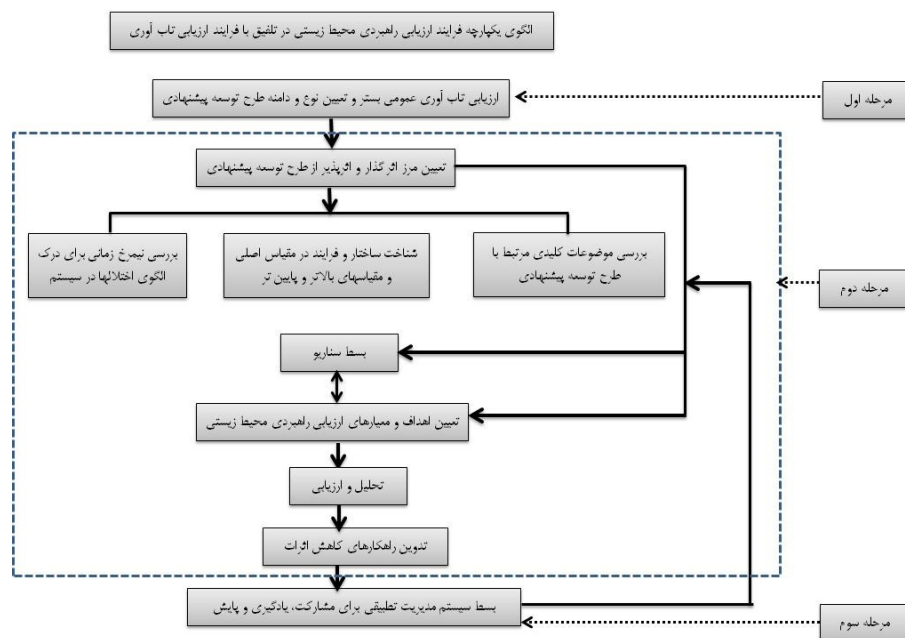 الگوی یکپارچه فرایند ارزیابی راهبردی محیط زیستی در تلفیق با فرایند ارزیابی تاب آوری
مرحله اول
ارزیابی تاب آوری عمومی بستر و تعیین نوع و دامنه طرح توسعه پیشنهادی
تعیین مرز اثر گذار و اثرپذیر از طرح توسعه پیشنهادی
بررسی موضوعات کلیدی مرتبط با
طرح توسعه پیشنهادی
شناخت ساختار و فرایند در مقیاس اصلی
و مقیاسهای بالاتر و پایین تر
بررسی نیمرخ زمانی برای درک
الگوی اختلالها در سیستم
مرحله دوم
بسط سناریو
تعیین اهداف و معیارهای ارزیابی راهبردی محیط زیستی
تحلیل و ارزیابی
تدوین راهکارهای کاهش اثرات
بسط سیستم مدیریت تطبیقی برای مشارکت، یادگیری و پایش
مرحله سوم